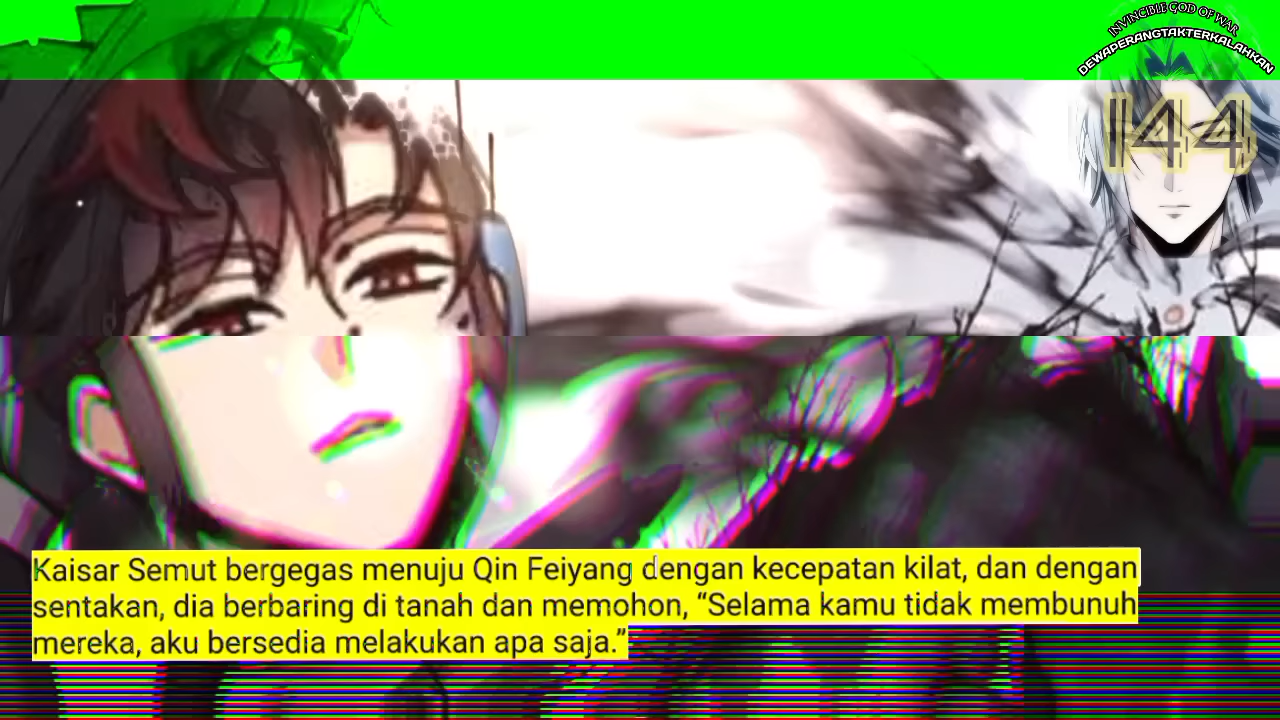 INVINCIBLE GOD OF WAR
DEWAPERANGTAKTERKALAHKAN
144
Kaisar Semut bergegas menuju Qin Feiyang dengan kecepatan kilat, dan dengan
sentakan, dia berbaring di tanah dan memohon, “Selama kamu tidak membunuh
mereka, aku bersedia melakukan apa saja.”